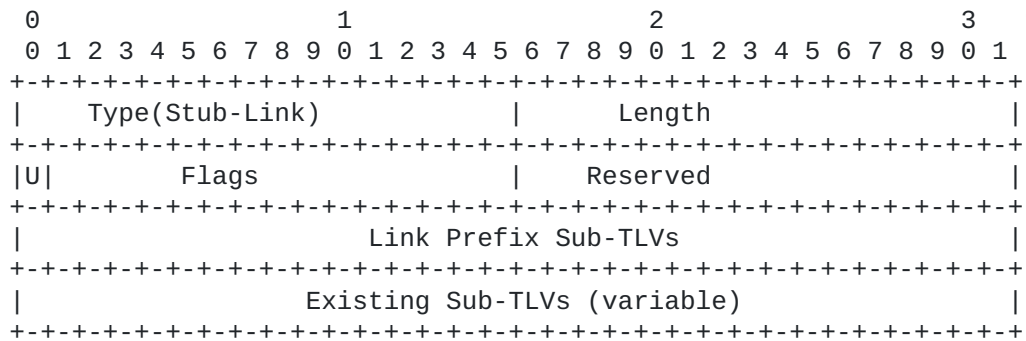 0                   1                   2                   3
 0 1 2 3 4 5 6 7 8 9 0 1 2 3 4 5 6 7 8 9 0 1 2 3 4 5 6 7 8 9 0 1
+-+-+-+-+-+-+-+-+-+-+-+-+-+-+-+-+-+-+-+-+-+-+-+-+-+-+-+-+-+-+-+-+
|    Type(Stub-Link)            |      Length                   |
+-+-+-+-+-+-+-+-+-+-+-+-+-+-+-+-+-+-+-+-+-+-+-+-+-+-+-+-+-+-+-+-+
|U|        Flags                |    Reserved                   |
+-+-+-+-+-+-+-+-+-+-+-+-+-+-+-+-+-+-+-+-+-+-+-+-+-+-+-+-+-+-+-+-+
|                      Link Prefix Sub-TLVs                     |
+-+-+-+-+-+-+-+-+-+-+-+-+-+-+-+-+-+-+-+-+-+-+-+-+-+-+-+-+-+-+-+-+
|                  Existing Sub-TLVs (variable)                 |
+-+-+-+-+-+-+-+-+-+-+-+-+-+-+-+-+-+-+-+-+-+-+-+-+-+-+-+-+-+-+-+-+